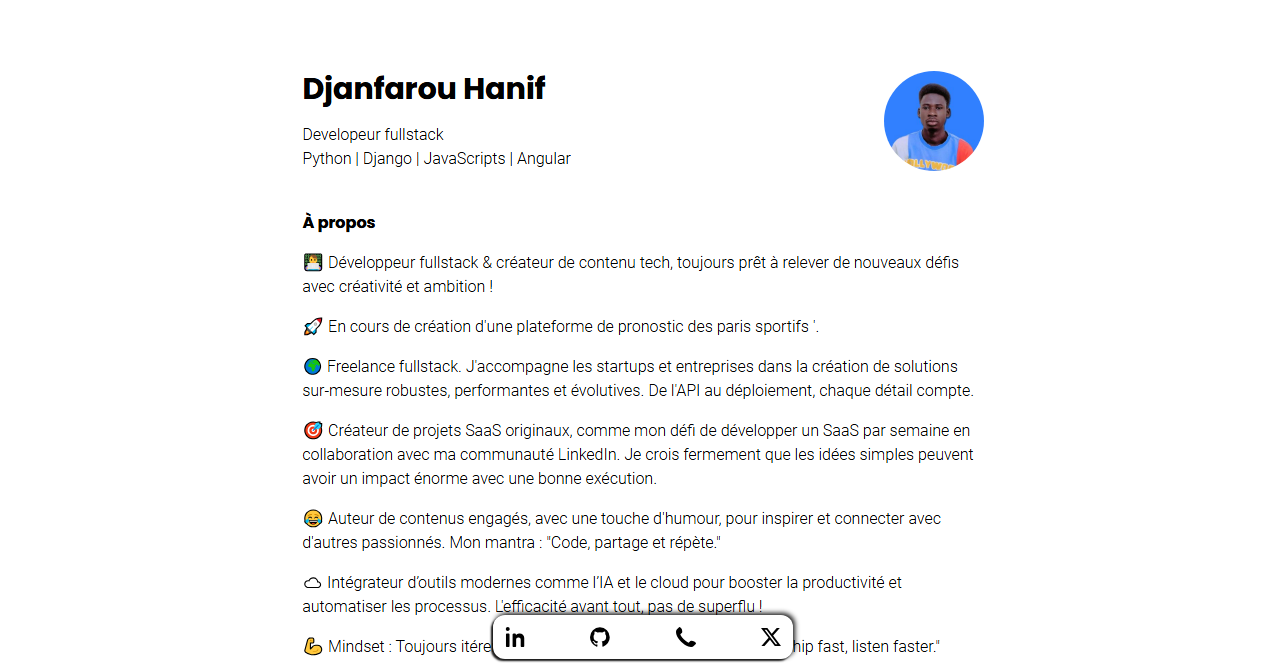 Djanfarou Hanif
Developeur fullstack
Python | Django | JavaScripts | Angular
À propos
👨‍💻 Développeur fullstack & créateur de contenu tech, toujours prêt à relever de nouveaux défis
avec créativité et ambition !
🚀 En cours de création d'une plateforme de pronostic des paris sportifs '.
🌍 Freelance fullstack. J'accompagne les startups et entreprises dans la création de solutions
sur-mesure robustes, performantes et évolutives. De l'API au déploiement, chaque détail compte.
🎯 Créateur de projets SaaS originaux, comme mon défi de développer un SaaS par semaine en
collaboration avec ma communauté LinkedIn. Je crois fermement que les idées simples peuvent
avoir un impact énorme avec une bonne exécution.
😂 Auteur de contenus engagés, avec une touche d'humour, pour inspirer et connecter avec
d'autres passionnés. Mon mantra : "Code, partage et répète."
☁ Intégrateur d’outils modernes comme l’IA et le cloud pour booster la productivité et
automatiser les processus. L'efficacité avant tout, pas de superflu !
💪 Mindset : Toujours itére hip fast, listen faster."